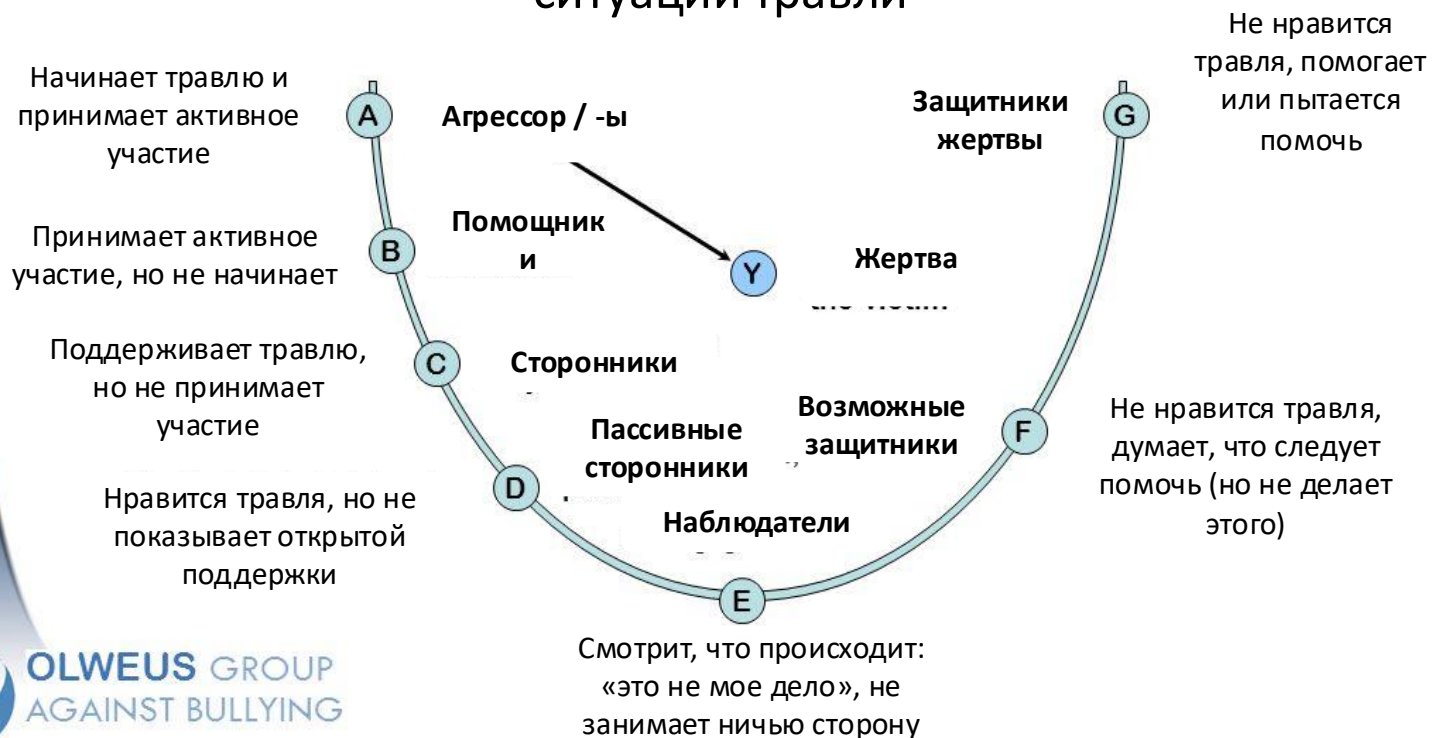 ситуации травли
Не нравится
травля, помогает
или пытается
помочь
Начинает травлю и
принимает активное
участие
A
Агрессор / -ы
Защитники
жертвы
G
Принимает активное
участие, но не начинает
B
Помощник
и
Y
Жертва
Поддерживает травлю,
но не принимает
участие
C
Сторонники
Пассивные
сторонники
Возможные
защитники
F
Не нравится травля,
думает, что следует
помочь (но не делает
этого)
Нравится травля, но не
показывает открытой
поддержки
D
Наблюдатели
E
Смотрит, что происходит:
«это не мое дело», не
занимает ничью сторону
OLWEUS GROUP
AGAINST BULLYING